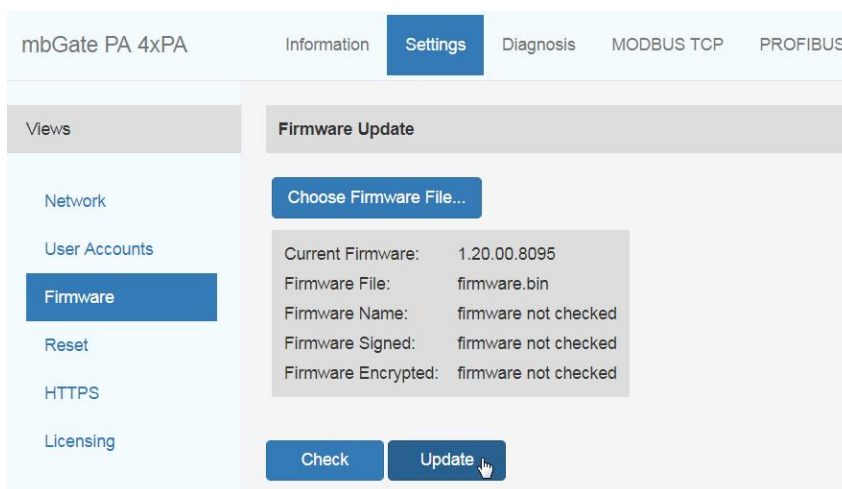 mbGate PA 4xPA Information Settings Diagnosis MODBUS TCP PROFIBUS
Views
Network
User Accounts
Firmware
Reset
HTTPS
Licensing
Firmware Update
Choose Firmware File...
Current Firmware: 1.20.00.8095
Firmware File: firmware.bin
Firmware Name: firmware not checked
Firmware Signed: firmware not checked
Firmware Encrypted: firmware not checked
Check Update